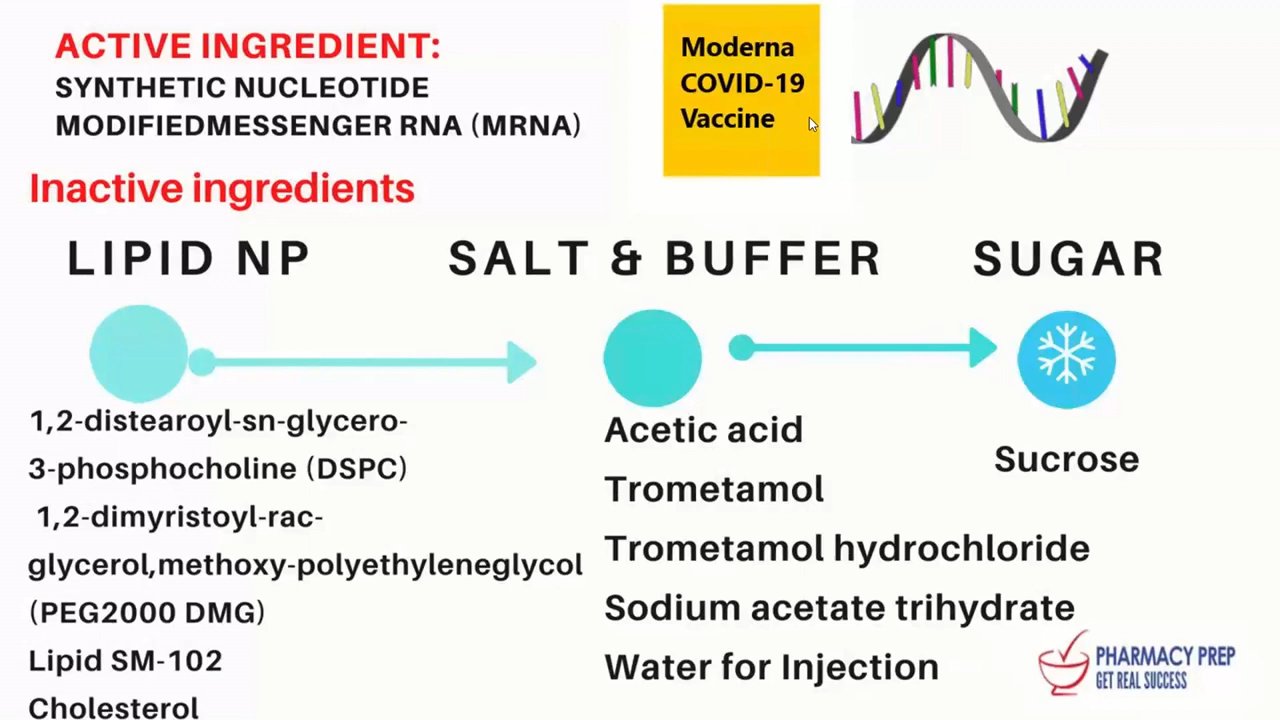 ACTIVE INGREDIENT:
SYNTHETIC NUCLEOTIDE
MODIFIEDMESSENGER RNA (MRNA)
Moderna
COVID-19
Vaccine
Inactive ingredients
LIPID NP
SALT & BUFFER
SUGAR
1,2-distearoyl-sn-glycero-
3-phosphocholine (DSPC)
1,2-dimyristoyl-rac-
glycerol,methoxy-polyethyleneglycol
(PEG2000 DMG)
Lipid SM-102
Cholesterol
Acetic acid
Trometamol
Trometamol hydrochloride
Sodium acetate trihydrate
Water for Injection
Sucrose
PHARMACY PREP
GET REAL SUCCESS